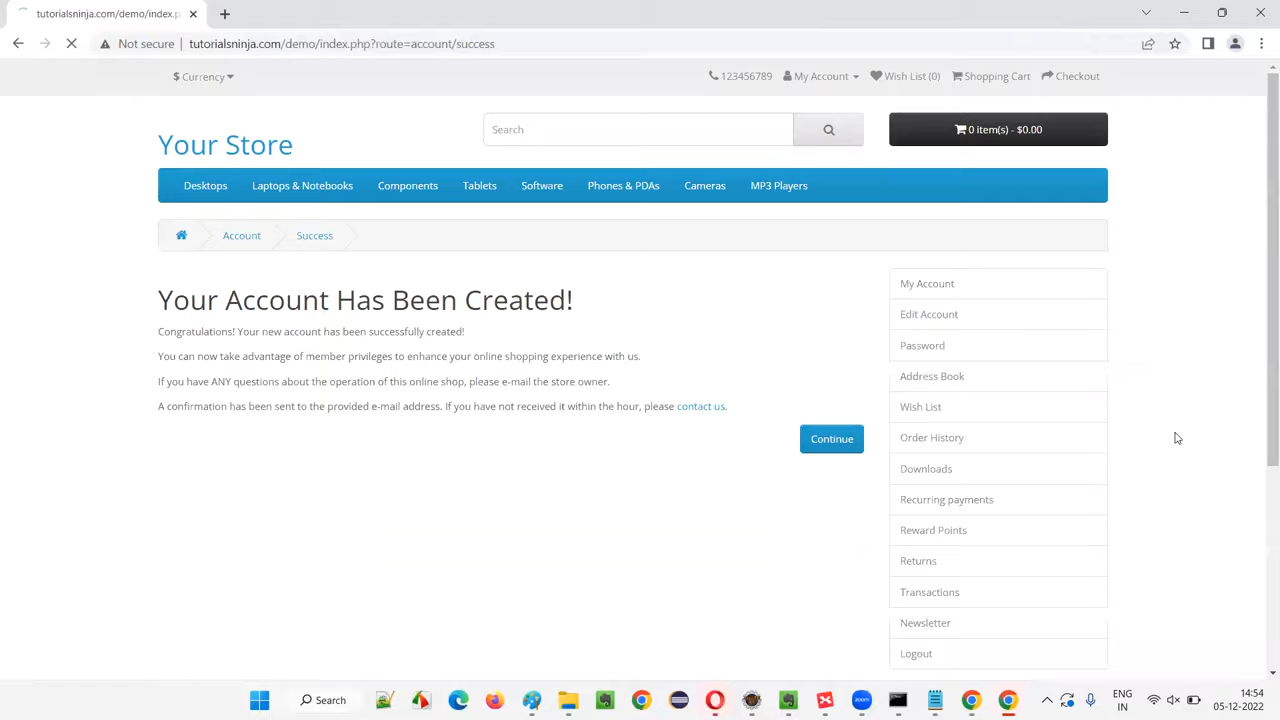 tutorialsninja.com/demo/index.p
Not secure tutorialsninja.com/demo/index.php?route=account/success
$ Currency 123456789 My Account Wish List (0) Shopping Cart Checkout
Your Store
Search
0 item(s) - $0.00
Desktops Laptops & Notebooks Components Tablets Software Phones & PDAs Cameras MP3 Players
Account Success
Your Account Has Been Created!
Congratulations! Your new account has been successfully created!
You can now take advantage of member privileges to enhance your online shopping experience with us.
If you have ANY questions about the operation of this online shop, please e-mail the store owner.
A confirmation has been sent to the provided e-mail address. If you have not received it within the hour, please contact us.
Continue
My Account
Edit Account
Password
Address Book
Wish List
Order History
Downloads
Recurring payments
Reward Points
Returns
Transactions
Newsletter
Logout
Search
zoom
ENG
IN
14:54
05-12-2022